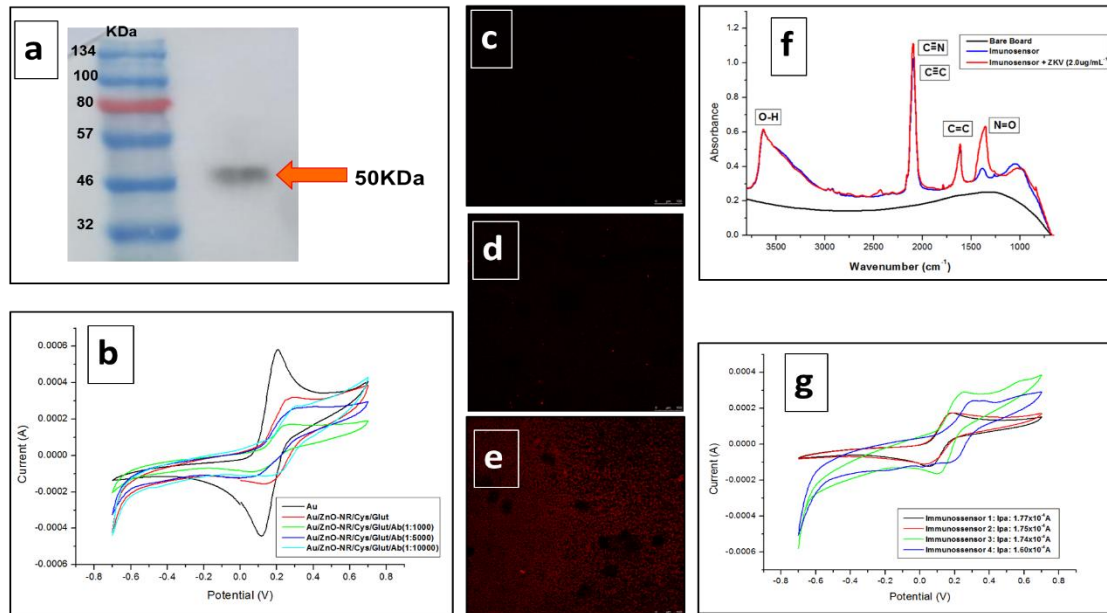 a
KDa
134
100
80
57
46
32
50KDa
b
Current (A)
0.0006
0.0004
0.0002
0.0000
-0.0002
-0.0004
-0.0006
-0.8 -0.6 -0.4 -0.2 0.0 0.2 0.4 0.6 0.8
Potential (V)
Au
Au/ZnO-NR/Cys/Glut
Au/ZnO-NR/Cys/Glut/Ab(1:1000)
Au/ZnO-NR/Cys/Glut/Ab(1:5000)
Au/ZnO-NR/Cys/Glut/Ab(1:10000)
c
d
e
f
Absorbance
1.2
1.0
0.8
0.6
0.4
0.2
0.0
3500 3000 2500 2000 1500 1000
Wavenumber (cm-1)
Bare Board
Imunosensor
Imunosensor + ZKV (2.0ug/mL-1
O-H
C≡N
C≡C
C=C
N=O
g
Current (A)
0.0006
0.0004
0.0002
0.0000
-0.0002
-0.0004
-0.0006
-0.8 -0.6 -0.4 -0.2 0.0 0.2 0.4 0.6 0.8
Potential (V)
Immunossensor 1: Ipa: 1.77x10-4A
Immunossensor 2: Ipa: 1.75x10-4A
Immunossensor 3: Ipa: 1.74x10-4A
Immunossensor 4: Ipa: 1.60x10-4A